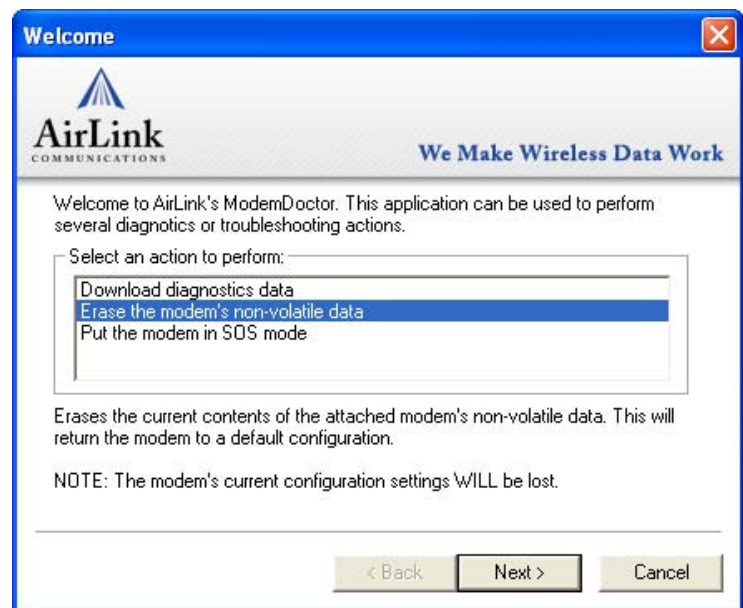 Welcome
AirLink
COMMUNICATIONS
We Make Wireless Data Work
Welcome to AirLink's ModemDoctor. This application can be used to perform
several diagnotics or troubleshooting actions.
Select an action to perform:
Download diagnostics data
Erase the modem's non-volatile data
Put the modem in SOS mode
Erases the current contents of the attached modem's non-volatile data. This will
return the modem to a default configuration.
NOTE: The modem's current configuration settings WILL be lost.
< Back
Next >
Cancel